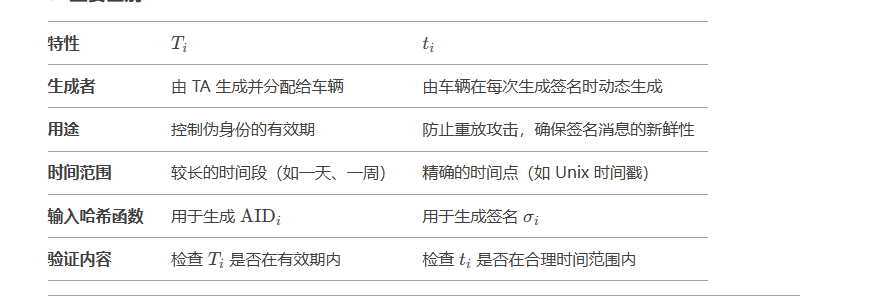 特性 T_i t_i
生成者 由 TA 生成并分配给车辆 由车辆在每次生成签名时动态生成
用途 控制伪身份的有效期 防止重放攻击，确保签名消息的新鲜性
时间范围 较长的时间段（如一天、一周） 精确的时间点（如 Unix 时间戳）
输入哈希函数 用于生成 AID_i 用于生成签名 σ_i
验证内容 检查 T_i 是否在有效期内 检查 t_i 是否在合理时间范围内